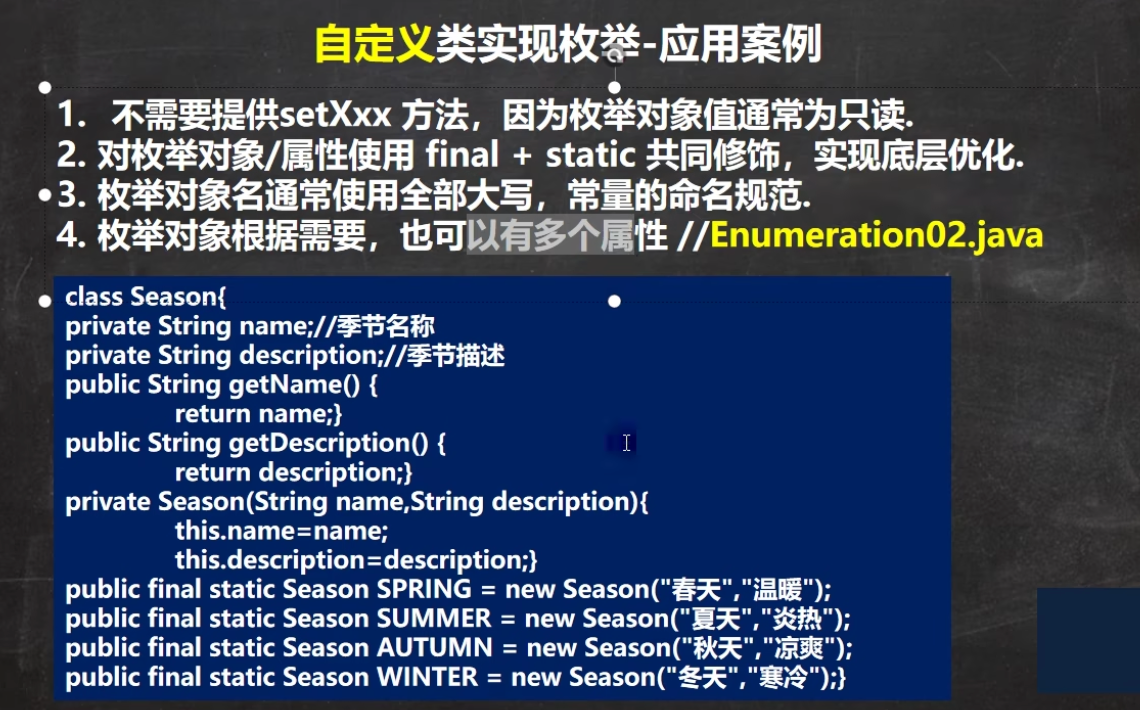 自定义类实现枚举-应用案例
1. 不需要提供setXxx 方法，因为枚举对象值通常为只读.
2. 对枚举对象/属性使用 final + static 共同修饰，实现底层优化.
3. 枚举对象名通常使用全部大写，常量的命名规范.
4. 枚举对象根据需要，也可以有多个属性 //Enumeration02.java
class Season{
private String name;//季节名称
private String description;//季节描述
public String getName() {
return name;}
public String getDescription() {
return description;}
private Season(String name,String description){
this.name=name;
this.description=description;}
public final static Season SPRING = new Season("春天","温暖");
public final static Season SUMMER = new Season("夏天","炎热");
public final static Season AUTUMN = new Season("秋天","凉爽");
public final static Season WINTER = new Season("冬天","寒冷");}